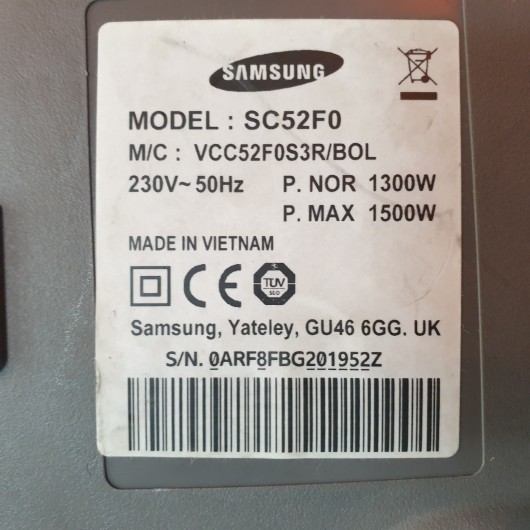 SAMSUNG
MODEL : SC52F0
M/C : VCC52F0S3R/BOL
230V~ 50Hz P. NOR 1300W
P. MAX 1500W
MADE IN VIETNAM
CE TÜV
Samsung, Yateley, GU46 6GG. UK
S/N. 0ARF8FBG201952Z